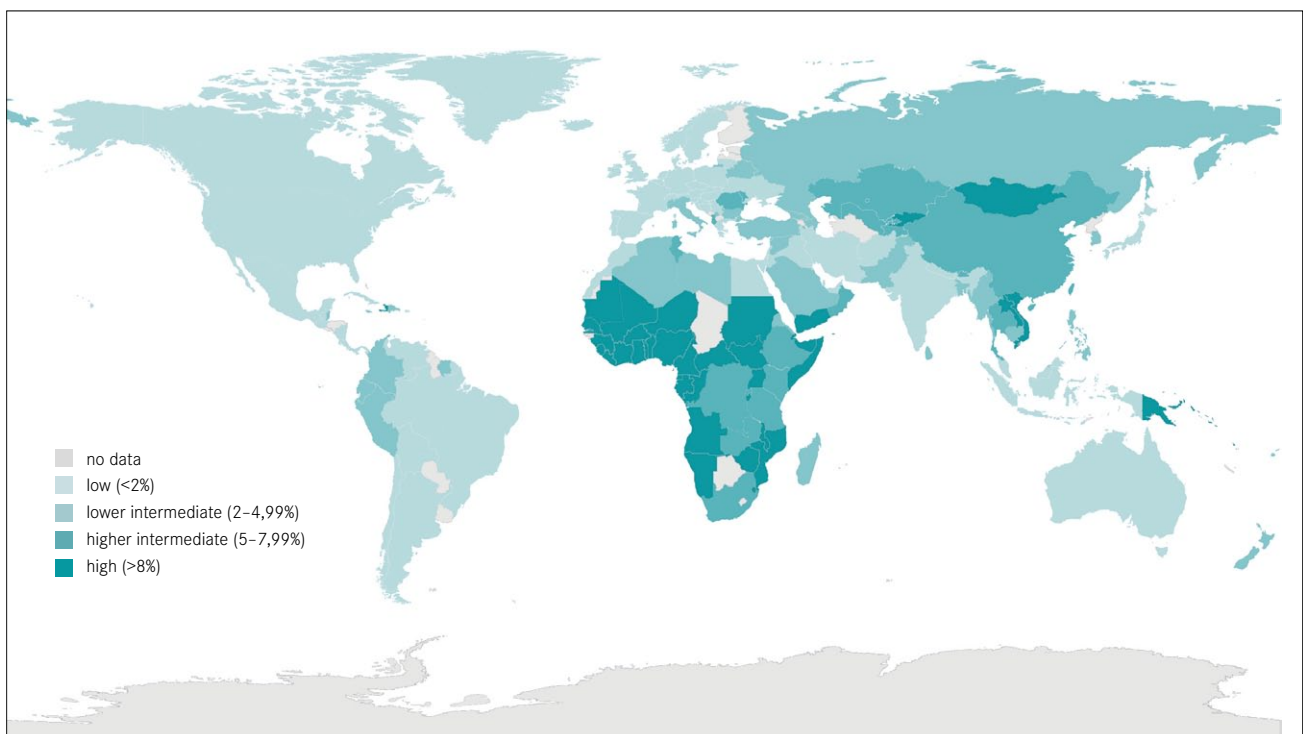 no data
low (<2%)
lower intermediate (2–4,99%)
higher intermediate (5–7,99%)
high (>8%)